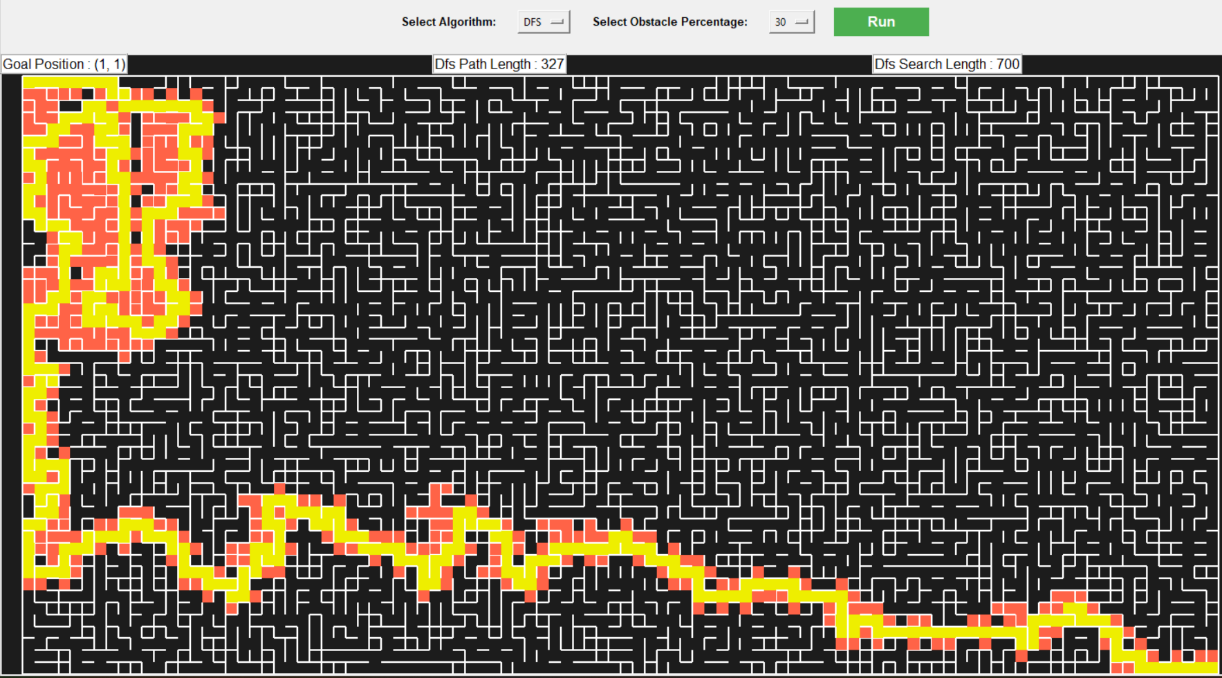 Select Algorithm: DFS Select Obstacle Percentage: 30 Run
Goal Position : (1, 1) Dfs Path Length : 327 Dfs Search Length : 700